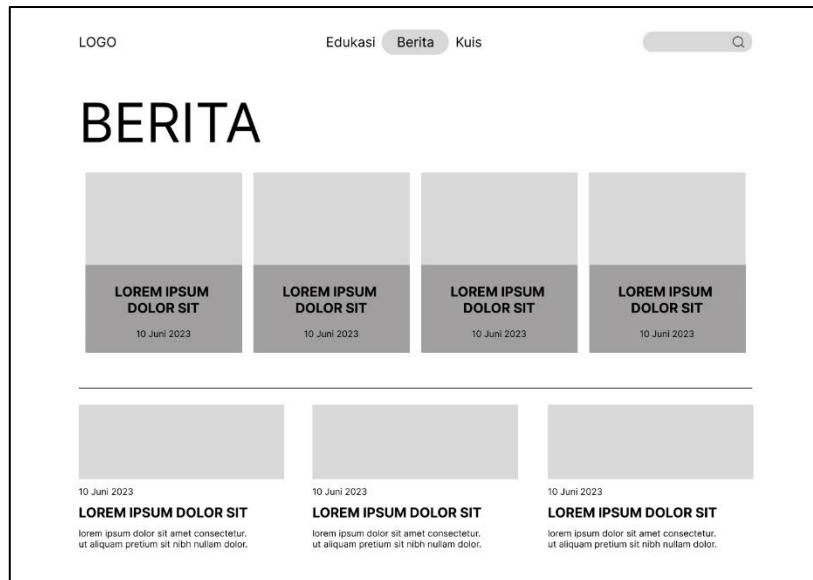 LOGO
Edukasi Berita Kuis
BERITA
LOREM IPSUM
DOLOR SIT
10 Juni 2023
LOREM IPSUM
DOLOR SIT
10 Juni 2023
LOREM IPSUM
DOLOR SIT
10 Juni 2023
LOREM IPSUM
DOLOR SIT
10 Juni 2023
10 Juni 2023
LOREM IPSUM DOLOR SIT
lorem ipsum dolor sit amet consectetur.
ut aliquam pretium sit nibh nullam dolor.
10 Juni 2023
LOREM IPSUM DOLOR SIT
lorem ipsum dolor sit amet consectetur.
ut aliquam pretium sit nibh nullam dolor.
10 Juni 2023
LOREM IPSUM DOLOR SIT
lorem ipsum dolor sit amet consectetur.
ut aliquam pretium sit nibh nullam dolor.